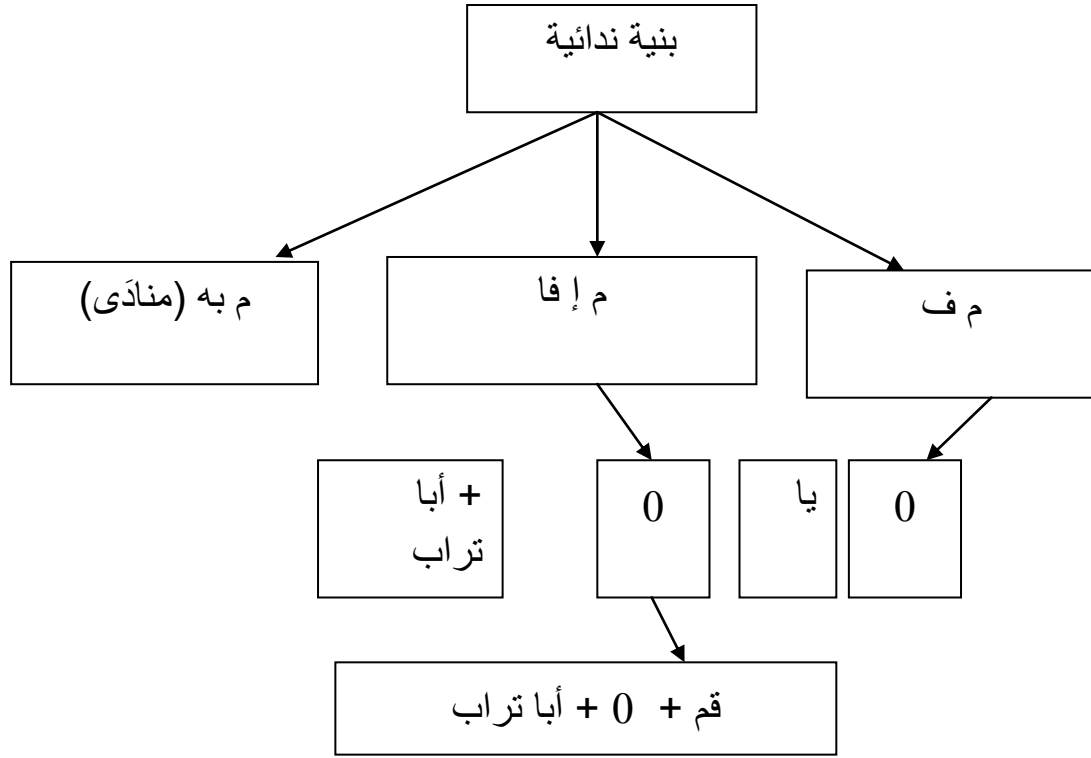 بنية ندائية
م ف
م إ فا
م به (منادَى)
0
يا
0
+ أبا
تراب
قم + 0 + أبا تراب